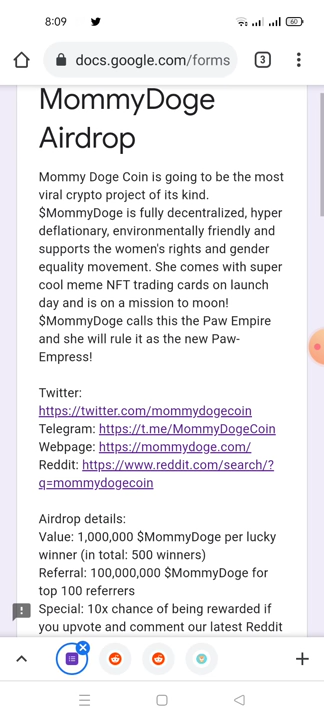 8:09
60
docs.google.com/forms
3
MommyDoge
Airdrop
Mommy Doge Coin is going to be the most
viral crypto project of its kind.
$MommyDoge is fully decentralized, hyper
deflationary, environmentally friendly and
supports the women's rights and gender
equality movement. She comes with super
cool meme NFT trading cards on launch
day and is on a mission to moon!
$MommyDoge calls this the Paw Empire
and she will rule it as the new Paw-
Empress!
Twitter:
https://twitter.com/mommydogecoin
Telegram: https://t.me/MommyDogeCoin
Webpage: https://mommydoge.com/
Reddit: https://www.reddit.com/search/?
q=mommydogecoin
Airdrop details:
Value: 1,000,000 $MommyDoge per lucky
winner (in total: 500 winners)
Referral: 100,000,000 $MommyDoge for
top 100 referrers
Special: 10x chance of being rewarded if
you upvote and comment our latest Reddit